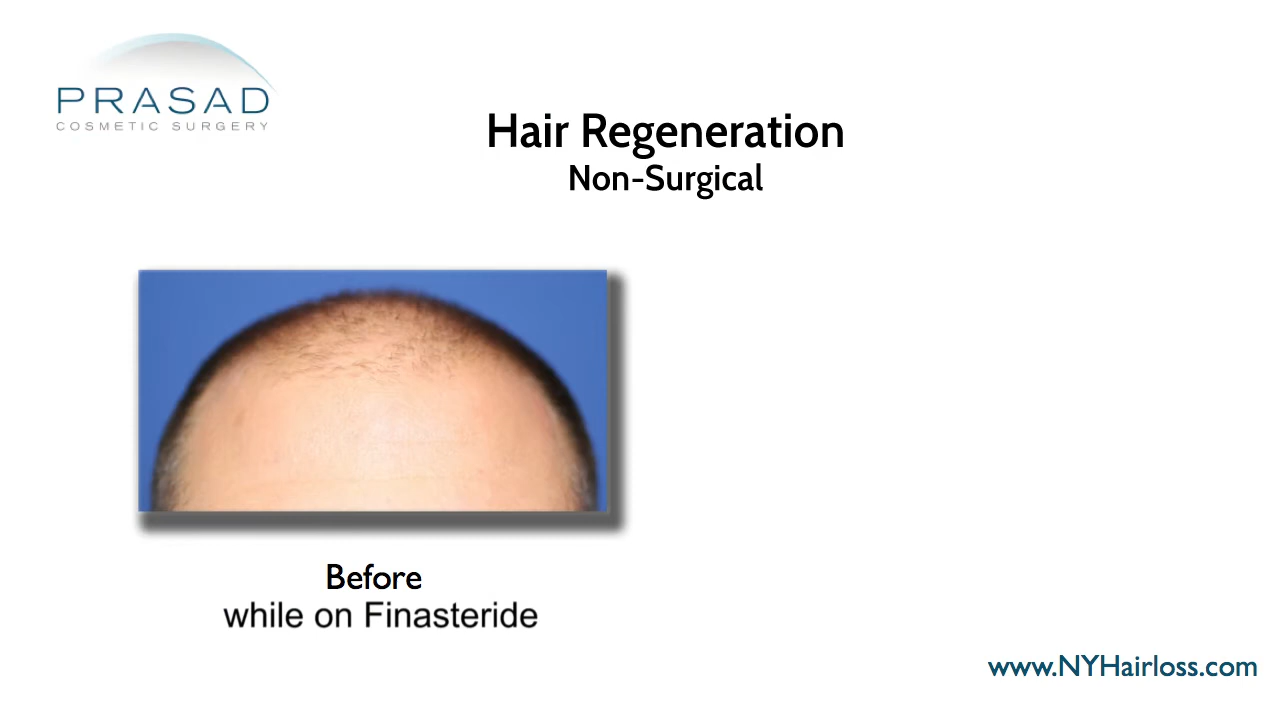 PRASAD
COSMETIC SURGERY
Hair Regeneration
Non-Surgical
Before
while on Finasteride
www.NYHairloss.com